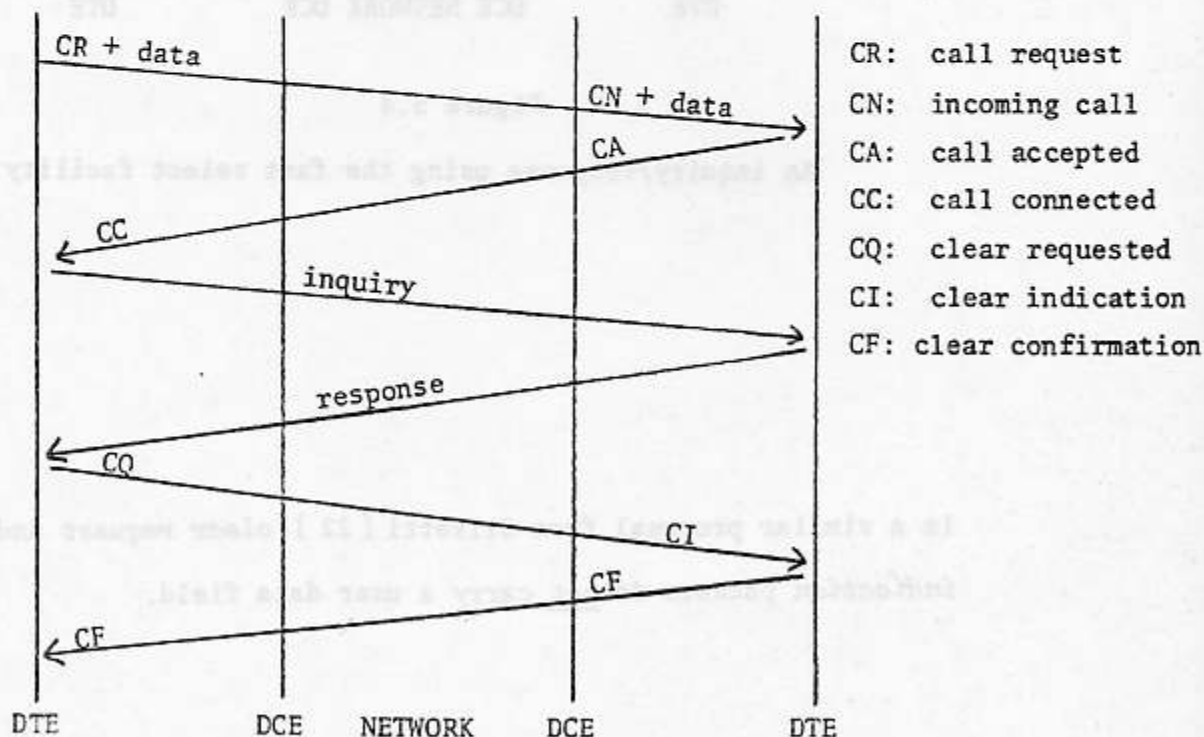 CR + data
CN + data
CA
CC
inquiry
response
CQ
CI
CF
CF
CR: call request
CN: incoming call
CA: call accepted
CC: call connected
CQ: clear requested
CI: clear indication
CF: clear confirmation
DTE DCE NETWORK DCE DTE